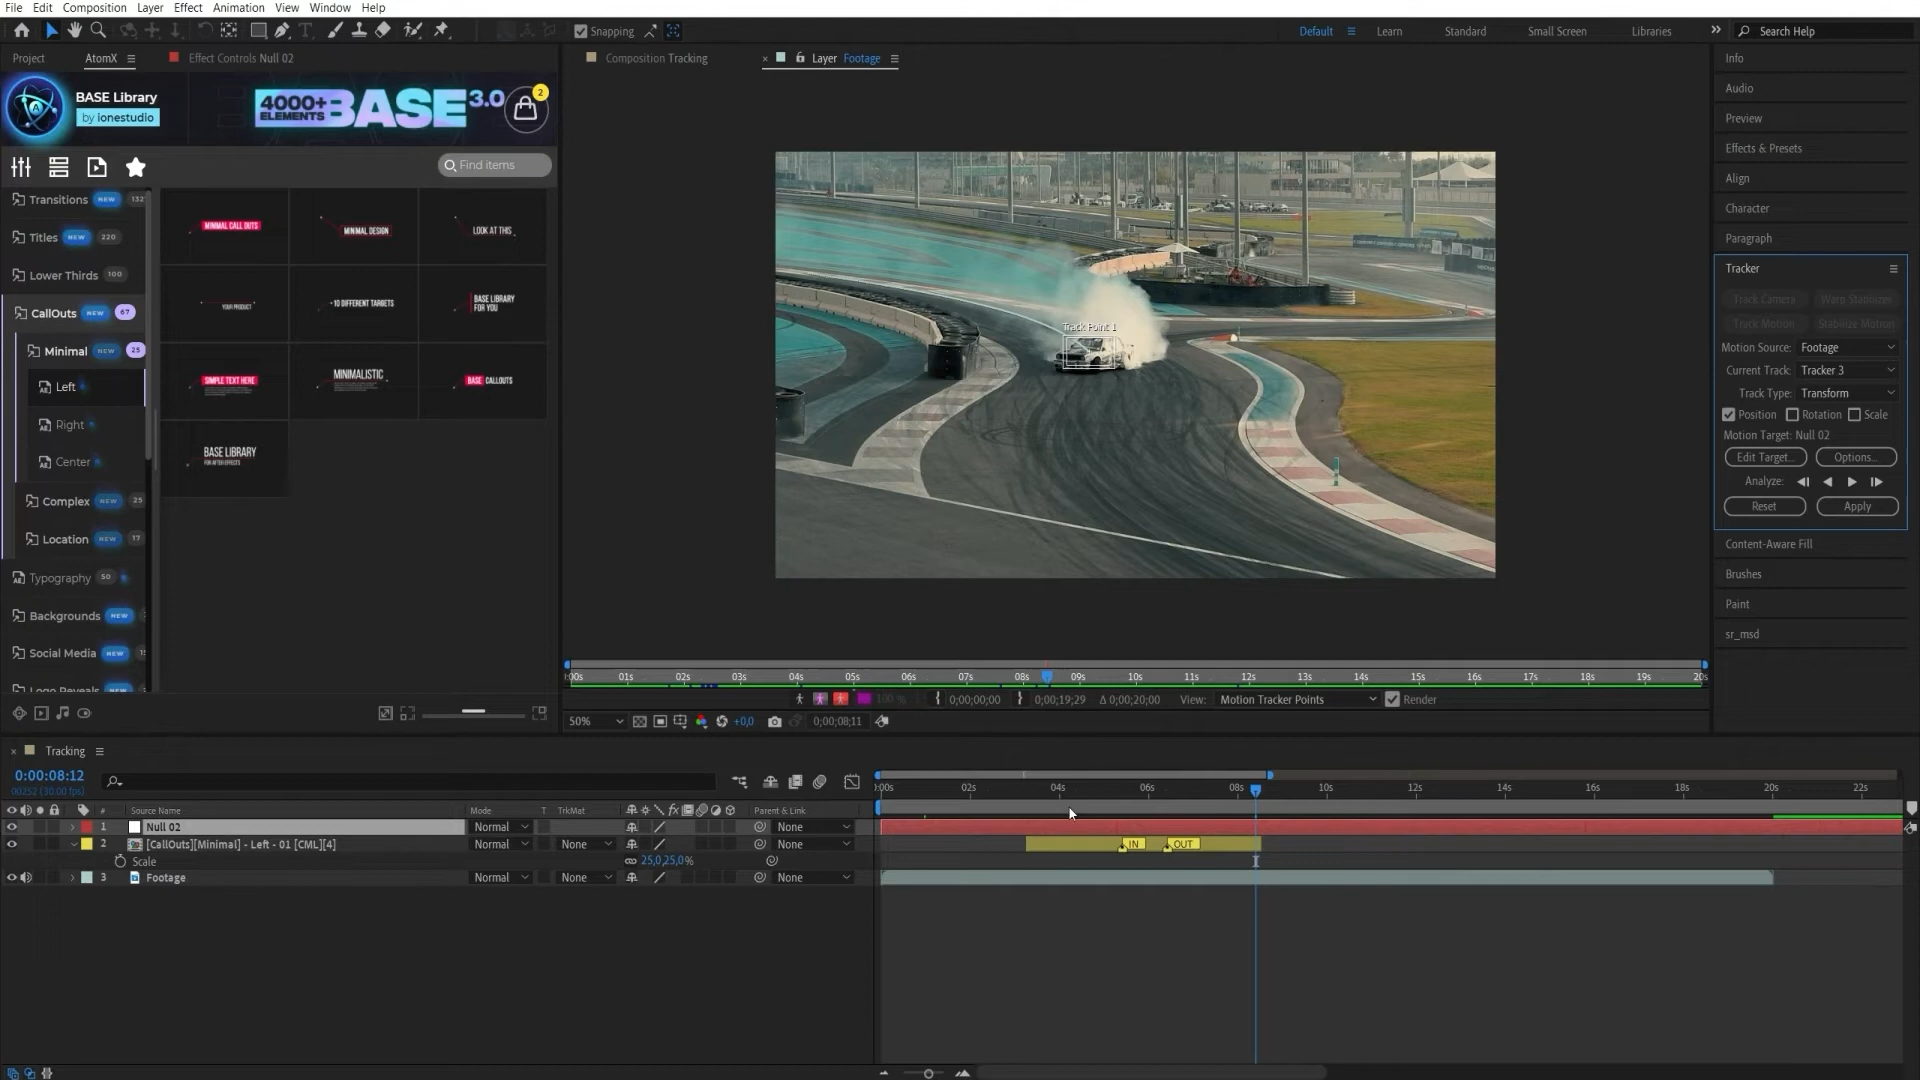 File Edit Composition Layer Effect Animation View Window Help
Snapping
Default Learn Standard Small Screen Libraries Search Help
Project AtomX Effect Controls Null 02
Composition Tracking
Layer Footage
BASE Library
by ionestudio
4000+ ELEMENTS BASE 3.0
2
Find items
Transitions NEW 132
Titles NEW 220
Lower Thirds 100
CallOuts NEW 67
Minimal NEW 25
Left
Right
Center
Complex NEW 25
Location NEW 17
Typography 50
Backgrounds NEW
Social Media NEW
Logo Reveals
MINIMAL CALL OUTS
MINIMAL DESIGN
LOOK AT THIS
YOUR PRODUCT
+10 DIFFERENT TARGETS
BASE LIBRARY
FOR YOU
SIMPLE TEXT HERE
MINIMALISTIC
BASE CALLOUTS
BASE LIBRARY
FOR AFTER EFFECTS
Track Point 1
Info
Audio
Preview
Effects & Presets
Align
Character
Paragraph
Tracker
Track Camera Warp Stabilizer
Track Motion Stabilize Motion
Motion Source: Footage
Current Track: Tracker 3
Track Type: Transform
Position Rotation Scale
Motion Target: Null 02
Edit Target... Options...
Analyze:
Reset Apply
Content-Aware Fill
Brushes
Paint
sr_msd
:00s 01s 02s 03s 04s 05s 06s 07s 08s 09s 10s 11s 12s 13s 14s 15s 16s 17s 18s 19s 20s
100 % 0;00;00;00 0;00;19;29 Δ 0;00;20;00 View: Motion Tracker Points Render
50% +0,0 0;00;08;11
Tracking
0:00:08:12
00252 (30.00 fps)
:00s 02s 04s 06s 08s 10s 12s 14s 16s 18s 20s 22s
# Source Name Mode T TrkMat fx Parent & Link
1 Null 02 Normal None
2 [CallOuts][Minimal] - Left - 01 [CML][4] Normal None None
IN OUT
Scale 25,0,25,0%
3 Footage Normal None None